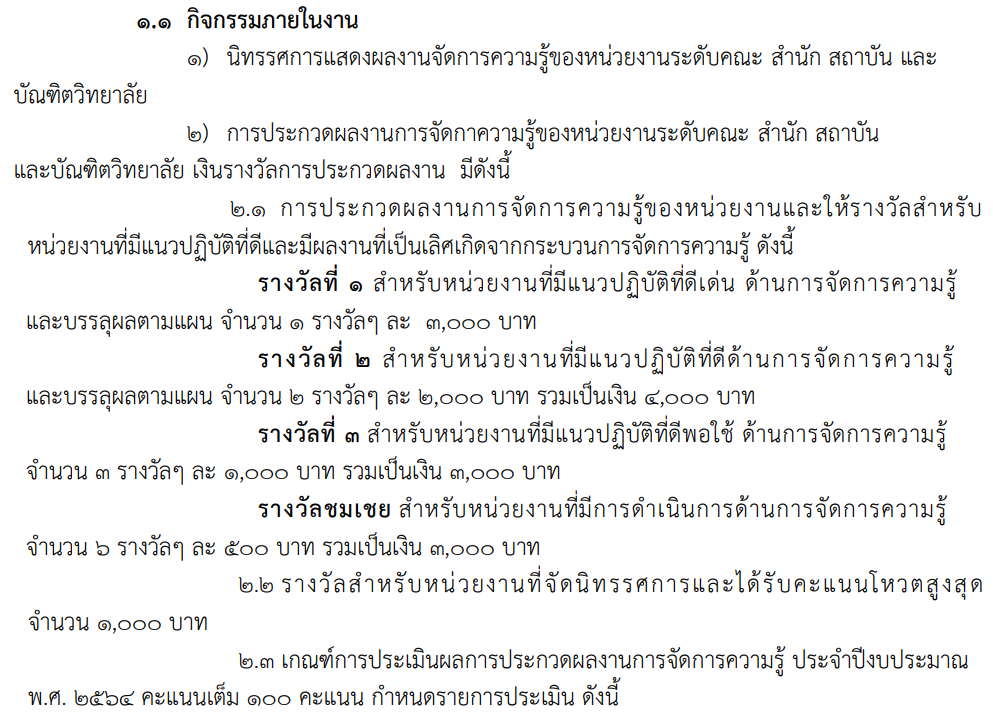 ๑.๑ กิจกรรมภายในงาน
๑) นิทรรศการแสดงผลงานจัดการความรู้ของหน่วยงานระดับคณะ สำนัก สถาบัน และ
บัณฑิตวิทยาลัย
๒) การประกวดผลงานการจัดกาความรู้ของหน่วยงานระดับคณะ สำนัก สถาบัน
และบัณฑิตวิทยาลัย เงินรางวัลการประกวดผลงาน มีดังนี้
๒.๑ การประกวดผลงานการจัดการความรู้ของหน่วยงานและให้รางวัลสำหรับ
หน่วยงานที่มีแนวปฏิบัติที่ดีและมีผลงานที่เป็นเลิศเกิดจากกระบวนการจัดการความรู้ ดังนี้
รางวัลที่ ๑ สำหรับหน่วยงานที่มีแนวปฏิบัติที่ดีเด่น ด้านการจัดการความรู้
และบรรลุผลตามแผน จำนวน ๑ รางวัลๆ ละ ๓,๐๐๐ บาท
รางวัลที่ ๒ สำหรับหน่วยงานที่มีแนวปฏิบัติที่ดีด้านการจัดการความรู้
และบรรลุผลตามแผน จำนวน ๒ รางวัลๆ ละ ๒,๐๐๐ บาท รวมเป็นเงิน ๔,๐๐๐ บาท
รางวัลที่ ๓ สำหรับหน่วยงานที่มีแนวปฏิบัติที่ดีพอใช้ ด้านการจัดการความรู้
จำนวน ๓ รางวัลๆ ละ ๑,๐๐๐ บาท รวมเป็นเงิน ๓,๐๐๐ บาท
รางวัลชมเชย สำหรับหน่วยงานที่มีการดำเนินการด้านการจัดการความรู้
จำนวน ๖ รางวัลๆ ละ ๕๐๐ บาท รวมเป็นเงิน ๓,๐๐๐ บาท
๒.๒ รางวัลสำหรับหน่วยงานที่จัดนิทรรศการและได้รับคะแนนโหวตสูงสุด
จำนวน ๑,๐๐๐ บาท
๒.๓ เกณฑ์การประเมินผลการประกวดผลงานการจัดการความรู้ ประจำปีงบประมาณ
พ.ศ. ๒๕๖๔ คะแนนเต็ม ๑๐๐ คะแนน กำหนดรายการประเมิน ดังนี้